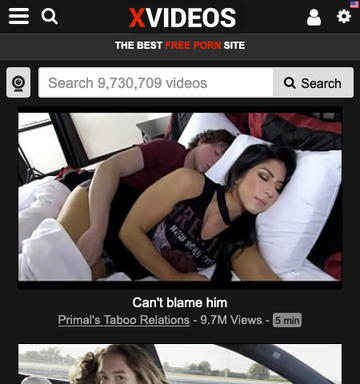 XVIDEOS
THE BEST FREE PORN SITE
Search 9,730,709 videos
Search
Can't blame him
Primal's Taboo Relations - 9.7M Views - 5 min